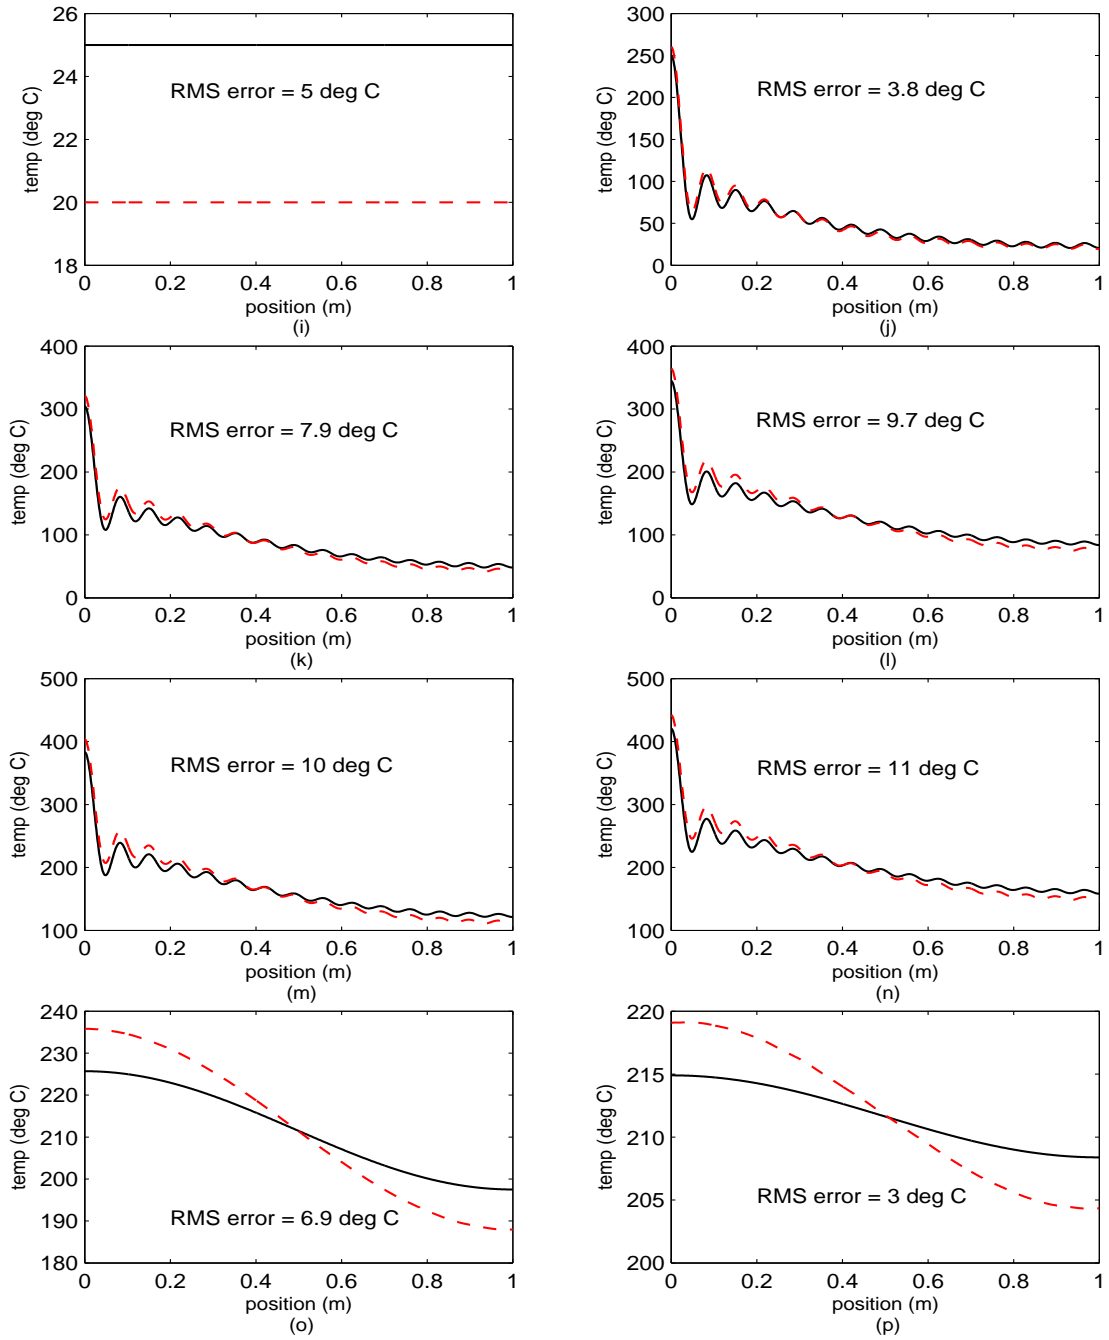 26
24
22
20
18
temp (deg C)
RMS error = 5 deg C
0 0.2 0.4 0.6 0.8 1
position (m)
(i)
300
250
200
150
100
50
0
temp (deg C)
RMS error = 3.8 deg C
0 0.2 0.4 0.6 0.8 1
position (m)
(j)
400
300
200
100
0
temp (deg C)
RMS error = 7.9 deg C
0 0.2 0.4 0.6 0.8 1
position (m)
(k)
400
300
200
100
0
temp (deg C)
RMS error = 9.7 deg C
0 0.2 0.4 0.6 0.8 1
position (m)
(l)
500
400
300
200
100
temp (deg C)
RMS error = 10 deg C
0 0.2 0.4 0.6 0.8 1
position (m)
(m)
500
400
300
200
100
temp (deg C)
RMS error = 11 deg C
0 0.2 0.4 0.6 0.8 1
position (m)
(n)
240
230
220
210
200
190
180
temp (deg C)
RMS error = 6.9 deg C
0 0.2 0.4 0.6 0.8 1
position (m)
(o)
220
215
210
205
200
temp (deg C)
RMS error = 3 deg C
0 0.2 0.4 0.6 0.8 1
position (m)
(p)